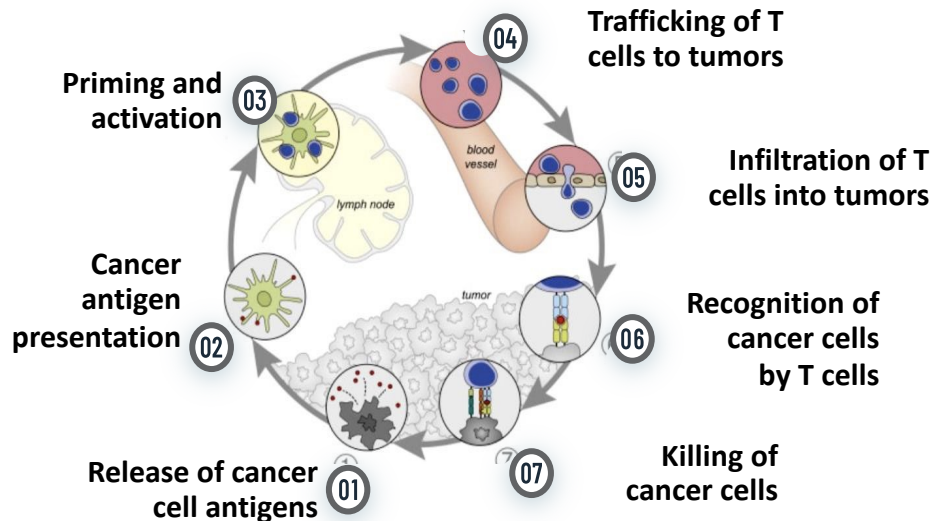 04
Trafficking of T
cells to tumors
Priming and
activation
03
blood
vessel
lymph node
05
Infiltration of T
cells into tumors
Cancer
antigen
presentation
02
tumor
06
Recognition of
cancer cells
by T cells
Release of cancer
cell antigens
01
07
Killing of
cancer cells